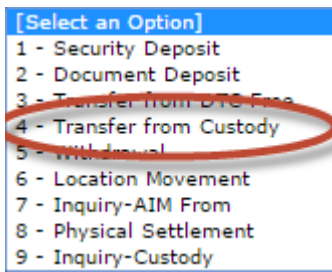 [Select an Option]
1 - Security Deposit
2 - Document Deposit
3 - Transfer from DTC Free
4 - Transfer from Custody
5 - Withdrawal
6 - Location Movement
7 - Inquiry-AIM From
8 - Physical Settlement
9 - Inquiry-Custody